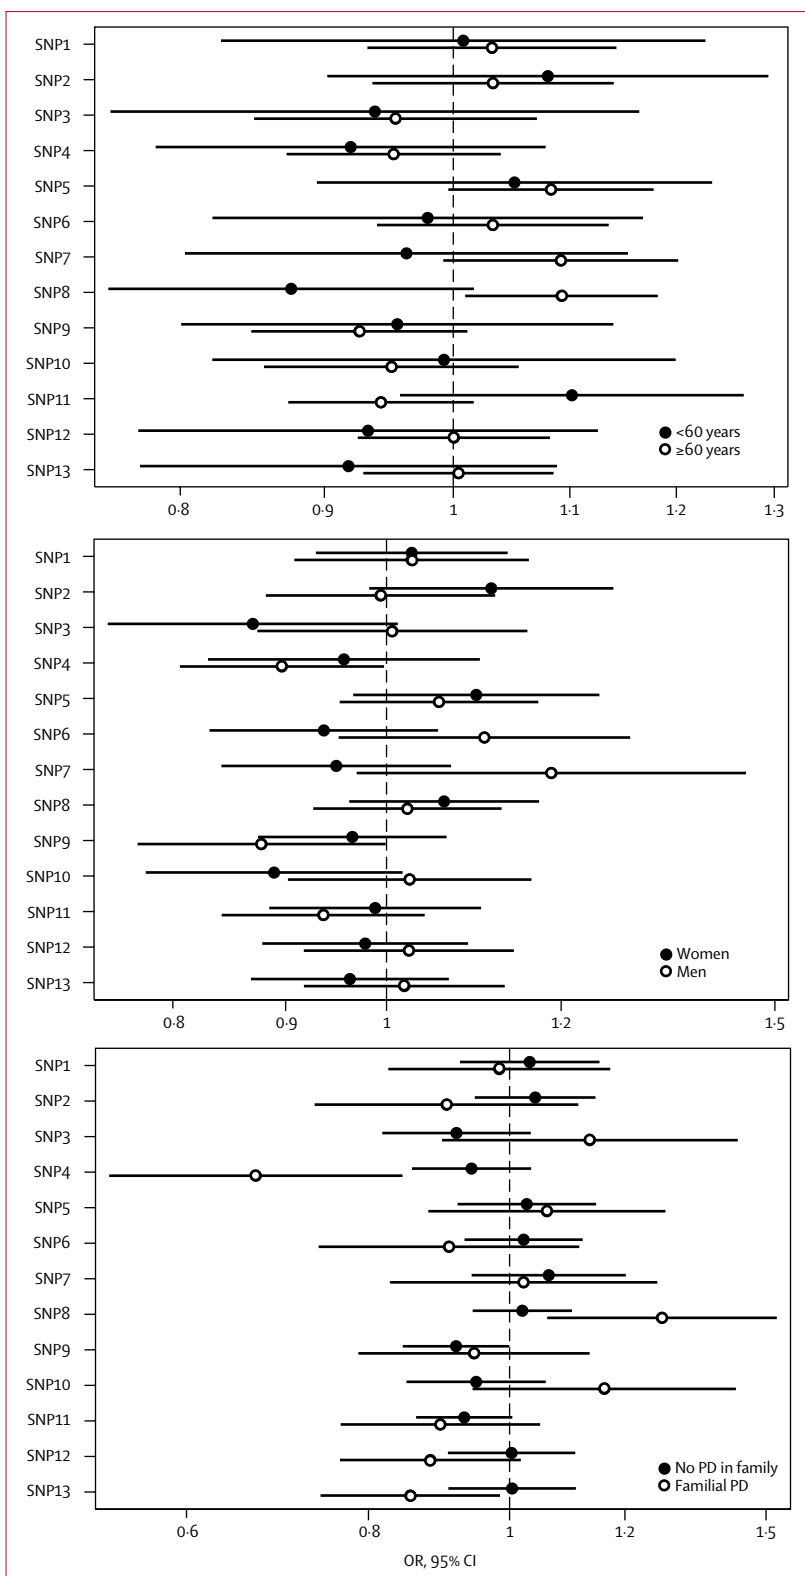 SNP1
SNP2
SNP3
SNP4
SNP5
SNP6
SNP7
SNP8
SNP9
SNP10
SNP11
SNP12
SNP13
<60 years
≥60 years
0·8 0·9 1 1·1 1·2 1·3
SNP1
SNP2
SNP3
SNP4
SNP5
SNP6
SNP7
SNP8
SNP9
SNP10
SNP11
SNP12
SNP13
Women
Men
0·8 0·9 1 1·2 1·5
SNP1
SNP2
SNP3
SNP4
SNP5
SNP6
SNP7
SNP8
SNP9
SNP10
SNP11
SNP12
SNP13
No PD in family
Familial PD
0·6 0·8 1 1·2 1·5
OR, 95% CI